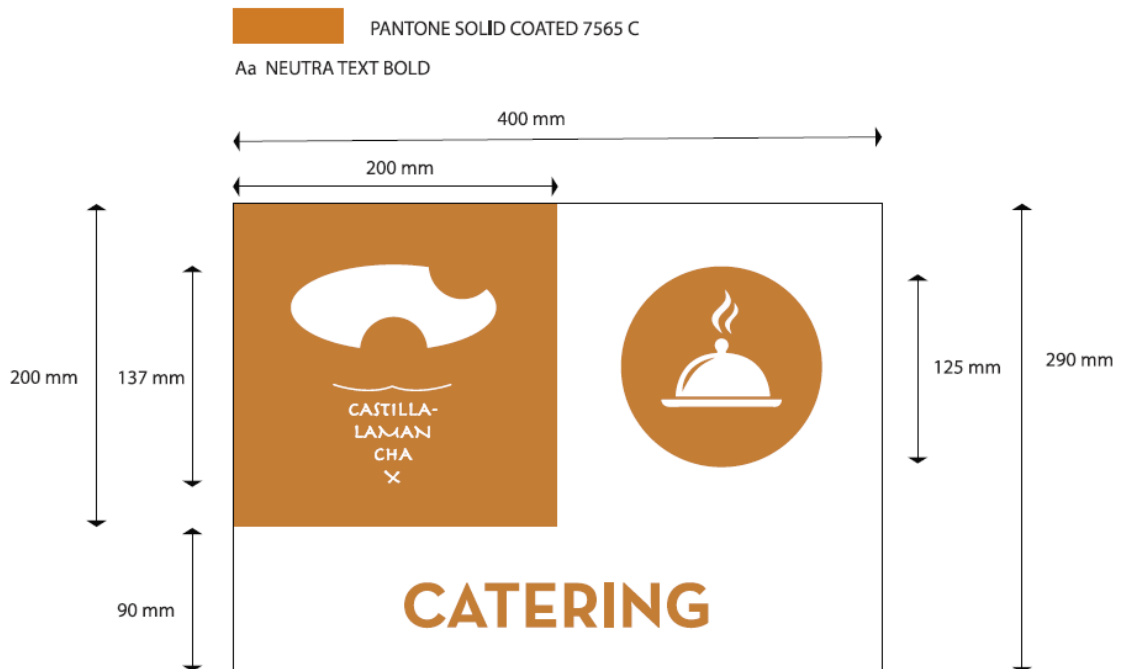 PANTONE SOLID COATED 7565 C
Aa NEUTRA TEXT BOLD
400 mm
200 mm
200 mm
137 mm
125 mm
290 mm
CASTILLA-
LAMAN
CHA
X
90 mm
CATERING